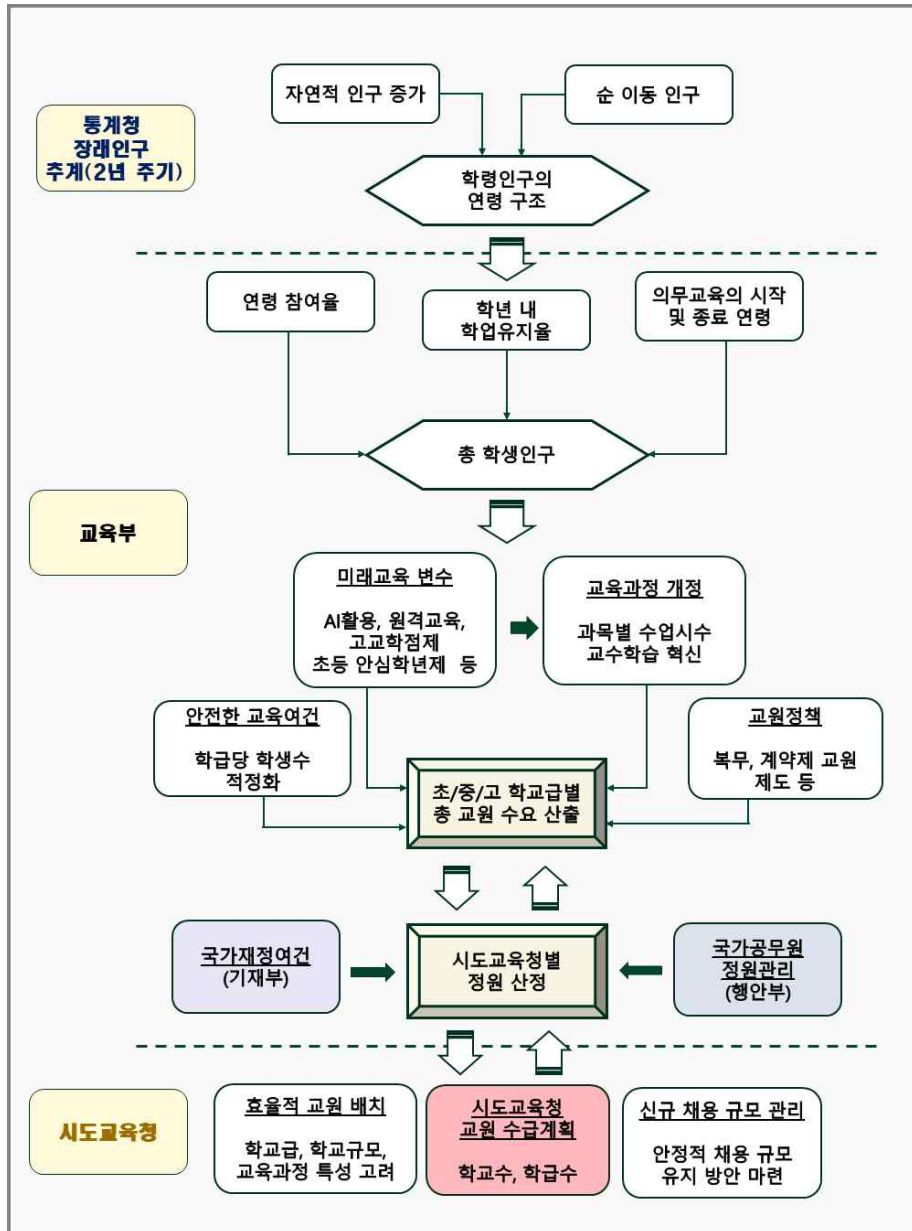 자연적 인구 증가
순 이동 인구
통계청
장래인구
추계(2년 주기)
학령인구의
연령 구조
연령 참여율
학년 내
학업유지율
의무교육의 시작
및 종료 연령
총 학생인구
교육부
미래교육 변수
AI활용, 원격교육,
고교학점제
초등 안심학년제 등
교육과정 개정
과목별 수업시수
교수학습 혁신
안전한 교육여건
학급당 학생수
적정화
교원정책
복무, 계약제 교원
제도 등
초/중/고 학교급별
총 교원 수요 산출
국가재정여건
(기재부)
시도교육청별
정원 산정
국가공무원
정원관리
(행안부)
시도교육청
효율적 교원 배치
학교급, 학교규모,
교육과정 특성 고려
시도교육청
교원 수급계획
학교수, 학급수
신규 채용 규모 관리
안정적 채용 규모
유지 방안 마련